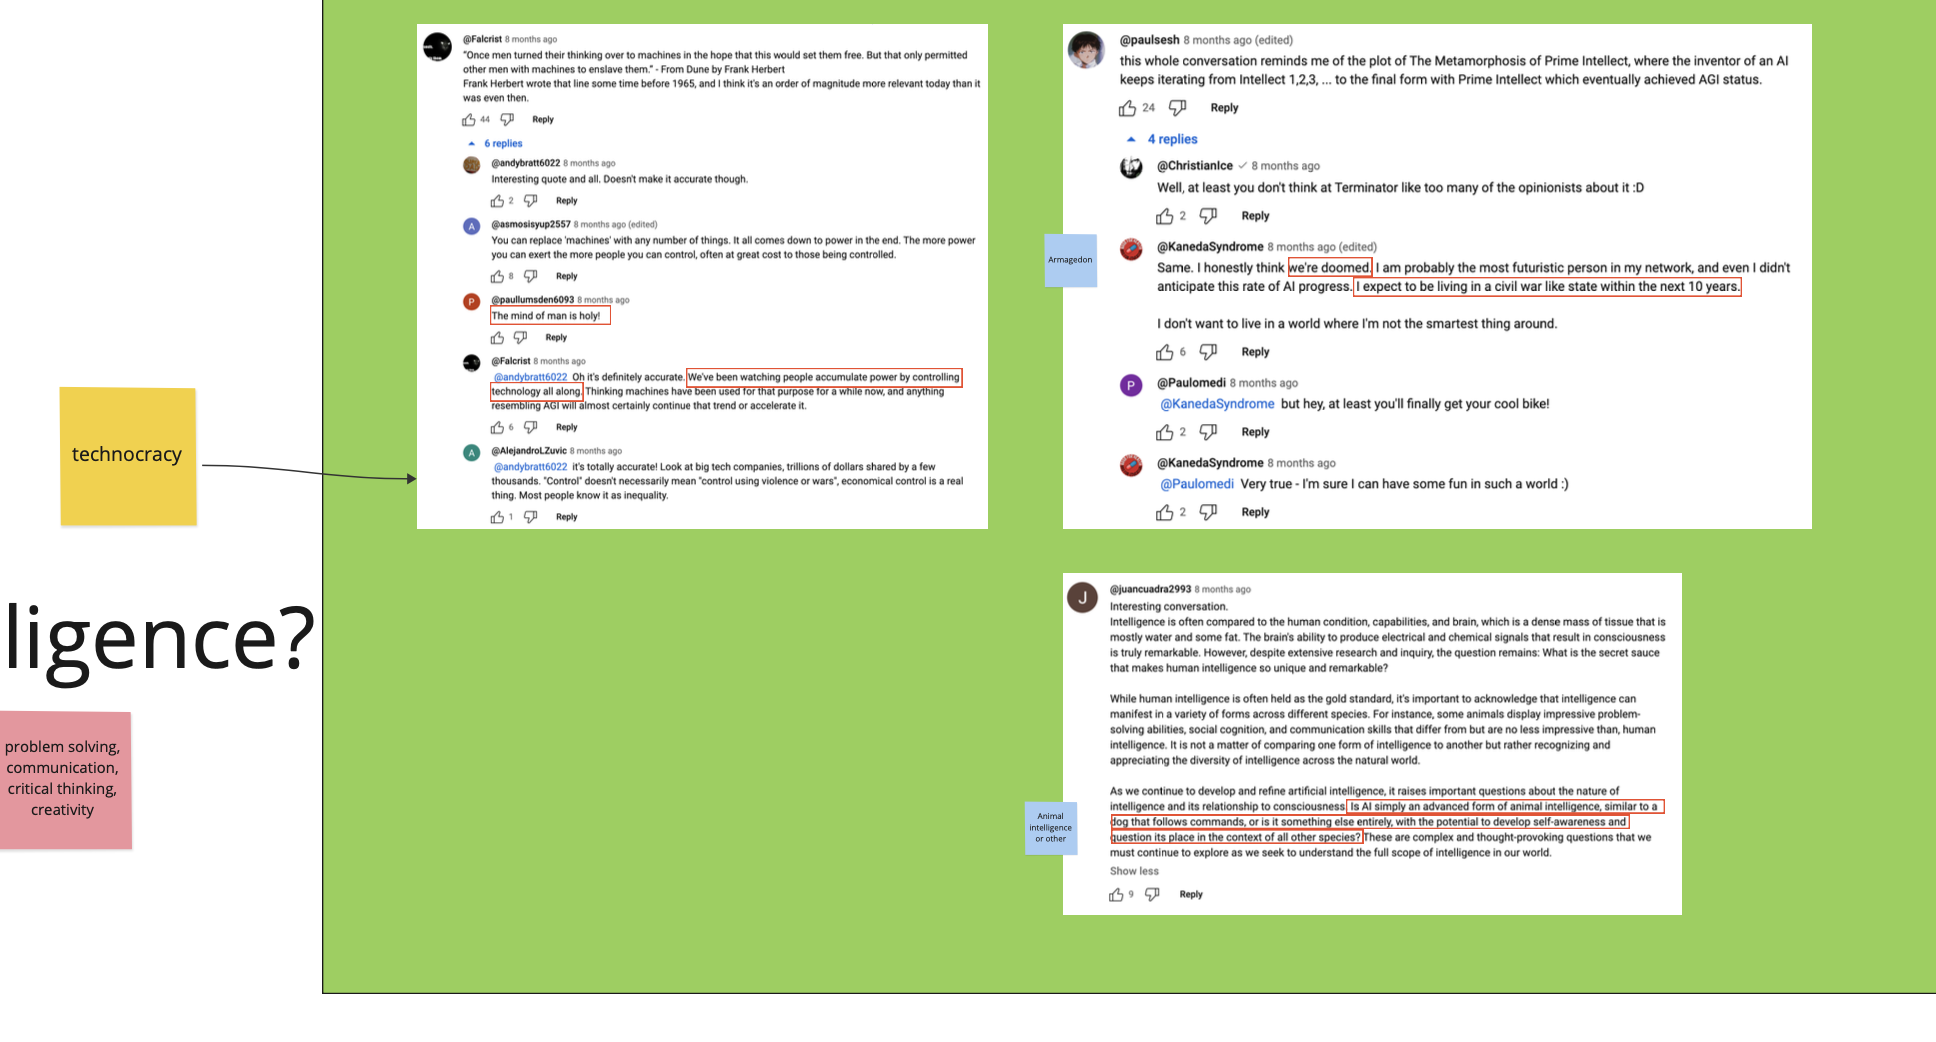 technocracy
ligence?
problem solving,
communication,
critical thinking,
creativity
@Falcrist 8 months ago
"Once men turned their thinking over to machines in the hope that this would set them free. But that only permitted
other men with machines to enslave them." - From Dune by Frank Herbert
Frank Herbert wrote that line some time before 1965, and I think it's an order of magnitude more relevant today than it
was even then.
44 Reply
6 replies
@andybratt6022 8 months ago
Interesting quote and all. Doesn't make it accurate though.
2 Reply
A
@asmosisyup2557 8 months ago (edited)
You can replace 'machines' with any number of things. It all comes down to power in the end. The more power
you can exert the more people you can control, often at great cost to those being controlled.
8 Reply
P
@paullumsden6093 8 months ago
The mind of man is holy!
Reply
@Falcrist 8 months ago
@andybratt6022 Oh it's definitely accurate. We've been watching people accumulate power by controlling
technology all along. Thinking machines have been used for that purpose for a while now, and anything
resembling AGI will almost certainly continue that trend or accelerate it.
6 Reply
A
@AlejandroLZuvic 8 months ago
@andybratt6022 it's totally accurate! Look at big tech companies, trillions of dollars shared by a few
thousands. "Control" doesn't necessarily mean "control using violence or wars", economical control is a real
thing. Most people know it as inequality.
1 Reply
@paulsesh 8 months ago (edited)
this whole conversation reminds me of the plot of The Metamorphosis of Prime Intellect, where the inventor of an AI
keeps iterating from Intellect 1,2,3, ... to the final form with Prime Intellect which eventually achieved AGI status.
24 Reply
4 replies
@ChristianIce 8 months ago
Well, at least you don't think at Terminator like too many of the opinionists about it :D
2 Reply
Armagedon
@KanedaSyndrome 8 months ago (edited)
Same. I honestly think we're doomed. I am probably the most futuristic person in my network, and even I didn't
anticipate this rate of AI progress. I expect to be living in a civil war like state within the next 10 years.
I don't want to live in a world where I'm not the smartest thing around.
6 Reply
P
@Paulomedi 8 months ago
@KanedaSyndrome but hey, at least you'll finally get your cool bike!
2 Reply
@KanedaSyndrome 8 months ago
@Paulomedi Very true - I'm sure I can have some fun in such a world :)
2 Reply
J
@juancuadra2993 8 months ago
Interesting conversation.
Intelligence is often compared to the human condition, capabilities, and brain, which is a dense mass of tissue that is
mostly water and some fat. The brain's ability to produce electrical and chemical signals that result in consciousness
is truly remarkable. However, despite extensive research and inquiry, the question remains: What is the secret sauce
that makes human intelligence so unique and remarkable?
While human intelligence is often held as the gold standard, it's important to acknowledge that intelligence can
manifest in a variety of forms across different species. For instance, some animals display impressive problem-
solving abilities, social cognition, and communication skills that differ from but are no less impressive than, human
intelligence. It is not a matter of comparing one form of intelligence to another but rather recognizing and
appreciating the diversity of intelligence across the natural world.
As we continue to develop and refine artificial intelligence, it raises important questions about the nature of
intelligence and its relationship to consciousness. Is AI simply an advanced form of animal intelligence, similar to a
dog that follows commands, or is it something else entirely, with the potential to develop self-awareness and
question its place in the context of all other species? These are complex and thought-provoking questions that we
must continue to explore as we seek to understand the full scope of intelligence in our world.
Show less
9 Reply
Animal
intelligence
or other